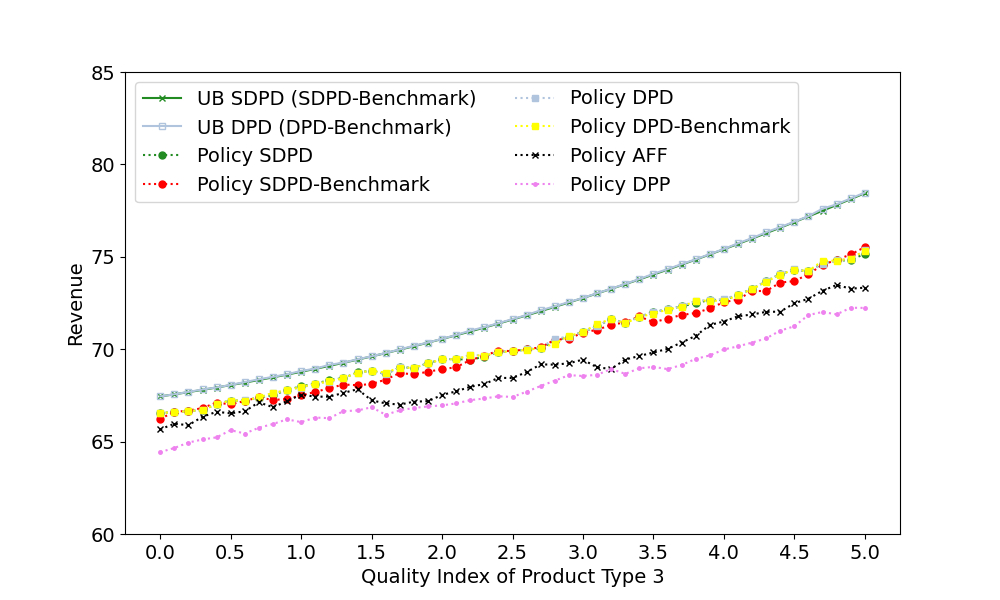 85
80
75
70
65
60
Revenue
UB SDPD (SDPD-Benchmark)
UB DPD (DPD-Benchmark)
Policy SDPD
Policy SDPD-Benchmark
Policy DPD
Policy DPD-Benchmark
Policy AFF
Policy DPP
0.0 0.5 1.0 1.5 2.0 2.5 3.0 3.5 4.0 4.5 5.0
Quality Index of Product Type 3